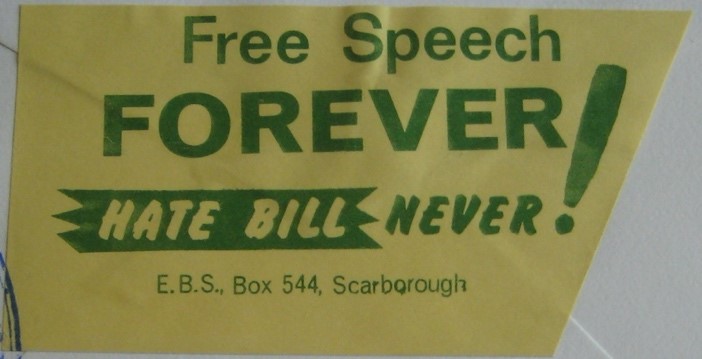 Free Speech
FOREVER!
HATE BILL NEVER!
E.B.S., Box 544, Scarborough